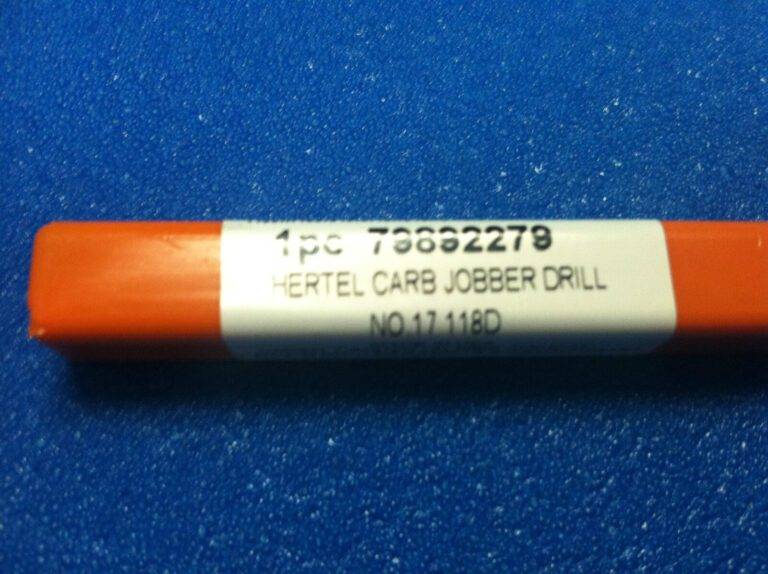 1pc 79892279
HERTEL CARB JOBBER DRILL
NO.17 118D